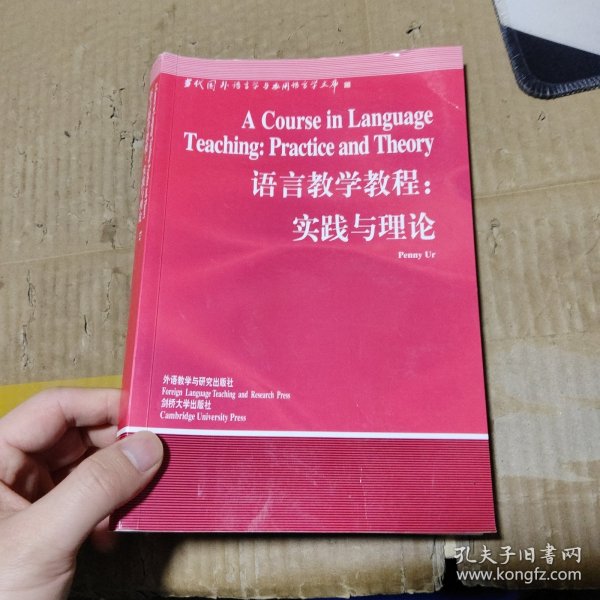 当代国外语言学与应用语言学文库
A Course in Language
Teaching: Practice and Theory
语言教学教程：
实践与理论
Penny Ur
外语教学与研究出版社
Foreign Language Teaching and Research Press
剑桥大学出版社
Cambridge University Press
孔夫子旧书网
www.kongfz.com